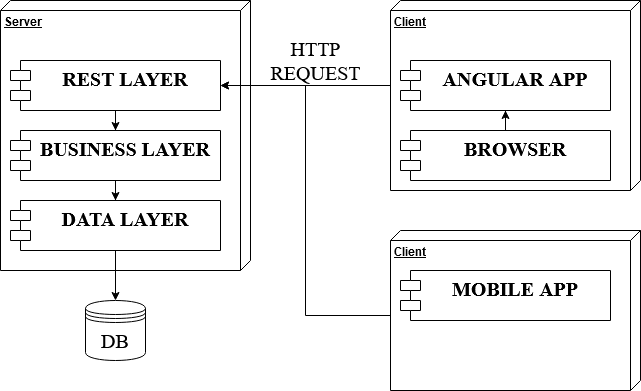 Server
REST LAYER
BUSINESS LAYER
DATA LAYER
DB
HTTP
REQUEST
Client
ANGULAR APP
BROWSER
Client
MOBILE APP